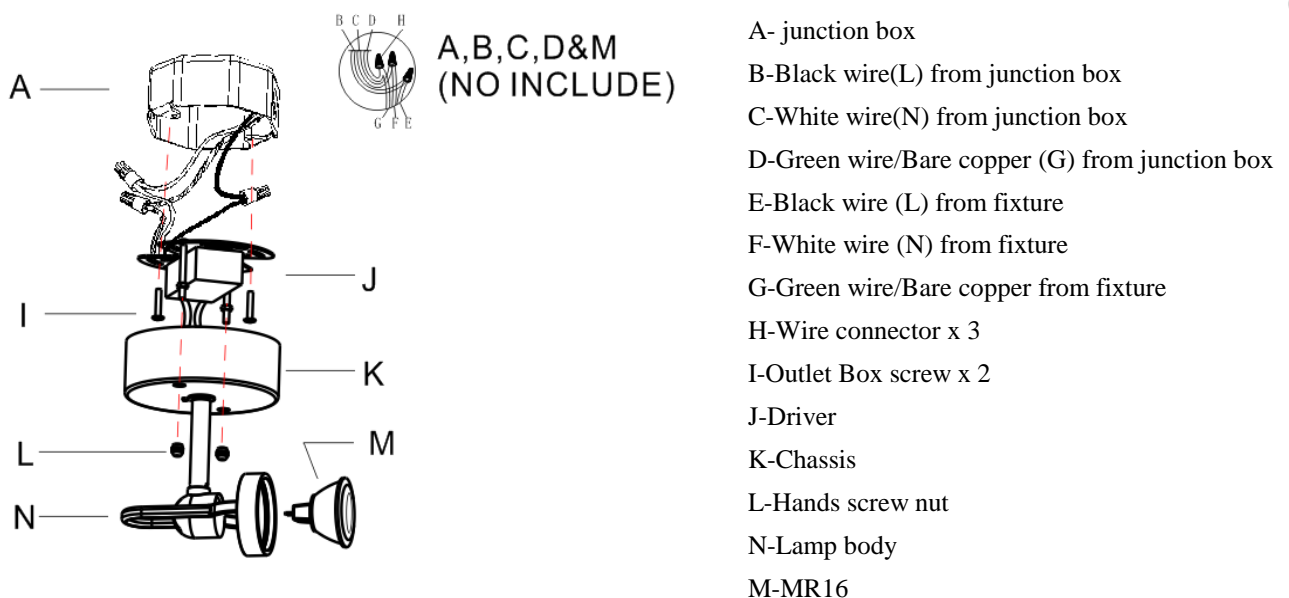 B C D H
A,B,C,D&M
(NO INCLUDE)
G F E
A
J
I
K
L
M
N
A- junction box
B-Black wire(L) from junction box
C-White wire(N) from junction box
D-Green wire/Bare copper (G) from junction box
E-Black wire (L) from fixture
F-White wire (N) from fixture
G-Green wire/Bare copper from fixture
H-Wire connector x 3
I-Outlet Box screw x 2
J-Driver
K-Chassis
L-Hands screw nut
N-Lamp body
M-MR16